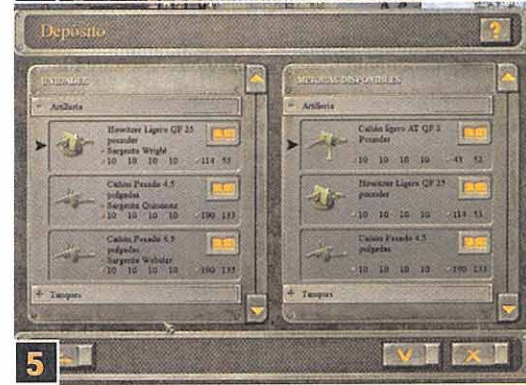 Depósito
?
UNIDADES
- Artillería
Howitzer Ligero QF 25
pounder
- Sargento Wright
10 10 10 10 114 53
Cañón Pesado 4.5
pulgadas
- Sargento
10 10 10 10 190 133
Cañón Pesado 4.5
pulgadas
- Sargento Webster
10 10 10 10 190 133
+ Tanques
MEJORAS DISPONIBLES
- Artillería
Cañón ligero AT QF 2
Pounder
10 10 10 10 43 52
Howitzer Ligero QF 25
pounder
10 10 10 10 114 53
Cañón Pesado 4.5
pulgadas
10 10 10 10 190 133
+ Tanques
5